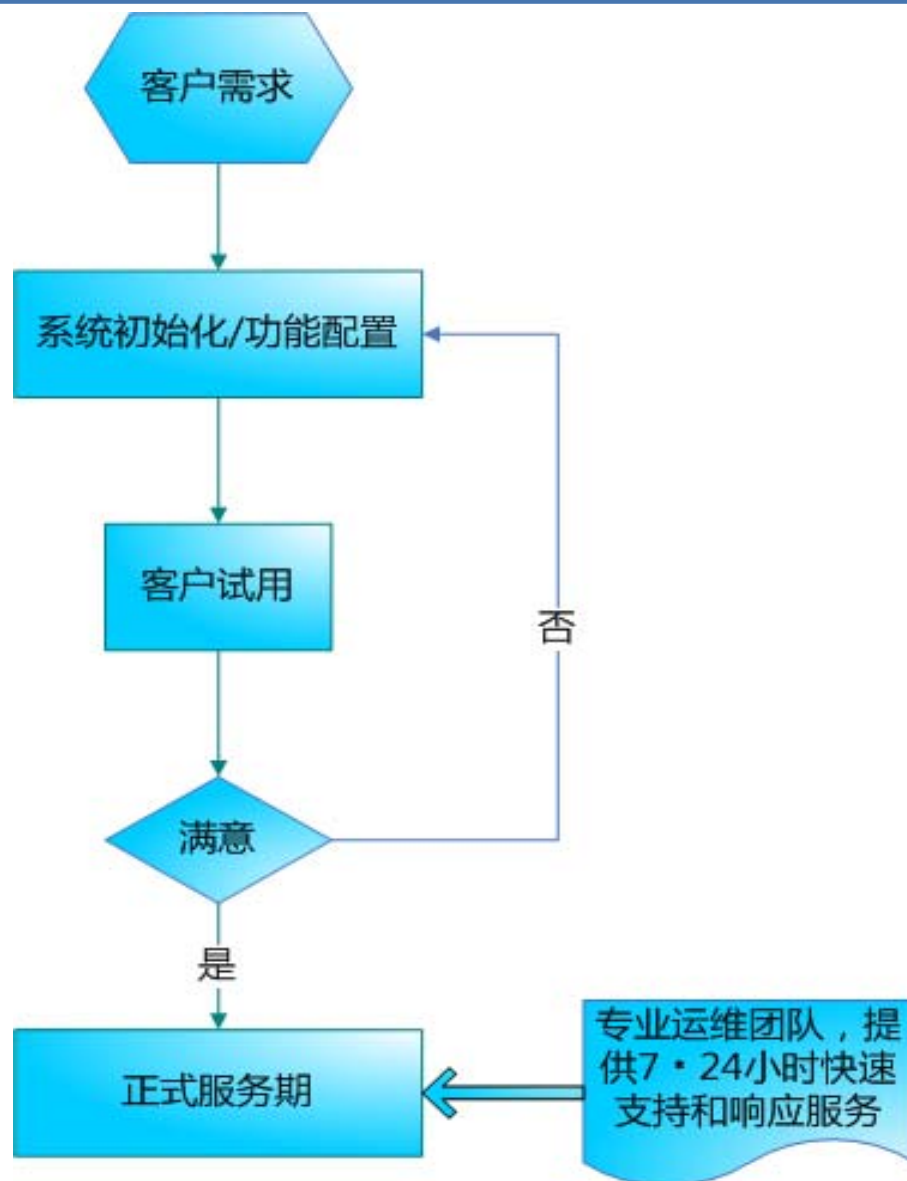 客户需求
系统初始化/功能配置
客户试用
否
满意
是
正式服务期
专业运维团队，提
供7·24小时快速
支持和响应服务